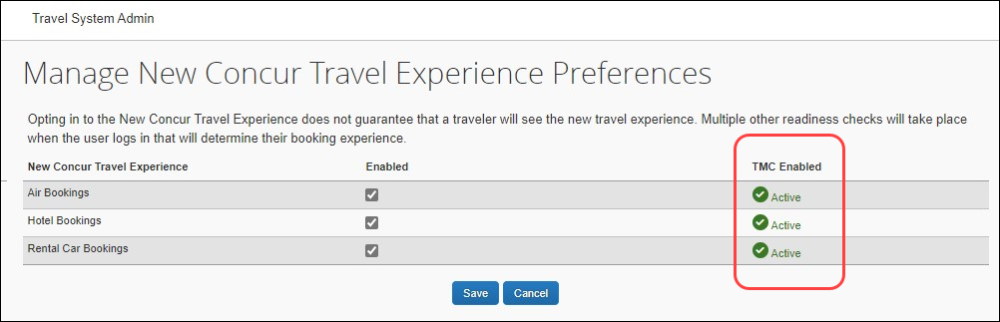 Travel System Admin
Manage New Concur Travel Experience Preferences
Opting in to the New Concur Travel Experience does not guarantee that a traveler will see the new travel experience. Multiple other readiness checks will take place
when the user logs in that will determine their booking experience.
New Concur Travel Experience Enabled TMC Enabled
Air Bookings Active
Hotel Bookings Active
Rental Car Bookings Active
Save Cancel